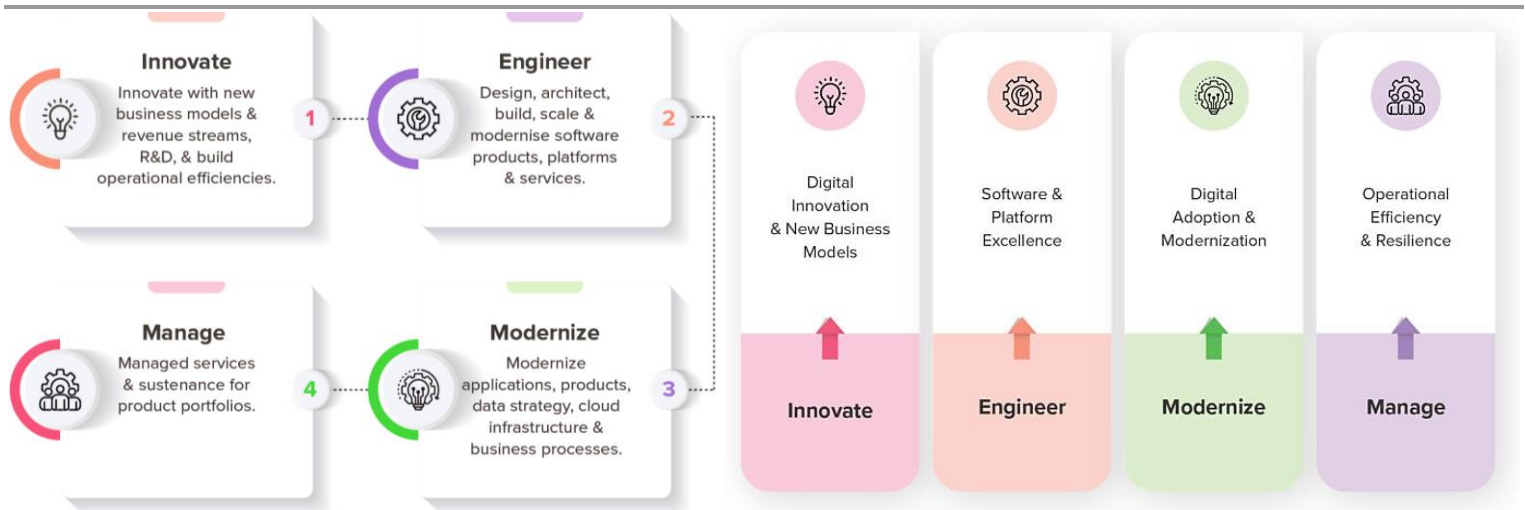 Innovate
Innovate with new
business models &
revenue streams,
R&D, & build
operational efficiencies.
1
Engineer
Design, architect,
build, scale &
modernise software
products, platforms
& services.
2
Manage
Managed services
& sustenance for
product portfolios.
4
Modernize
Modernize
applications, products,
data strategy, cloud
infrastructure &
business processes.
3
Digital
Innovation
& New Business
Models
Innovate
Software &
Platform
Excellence
Engineer
Digital
Adoption &
Modernization
Modernize
Operational
Efficiency
& Resilience
Manage